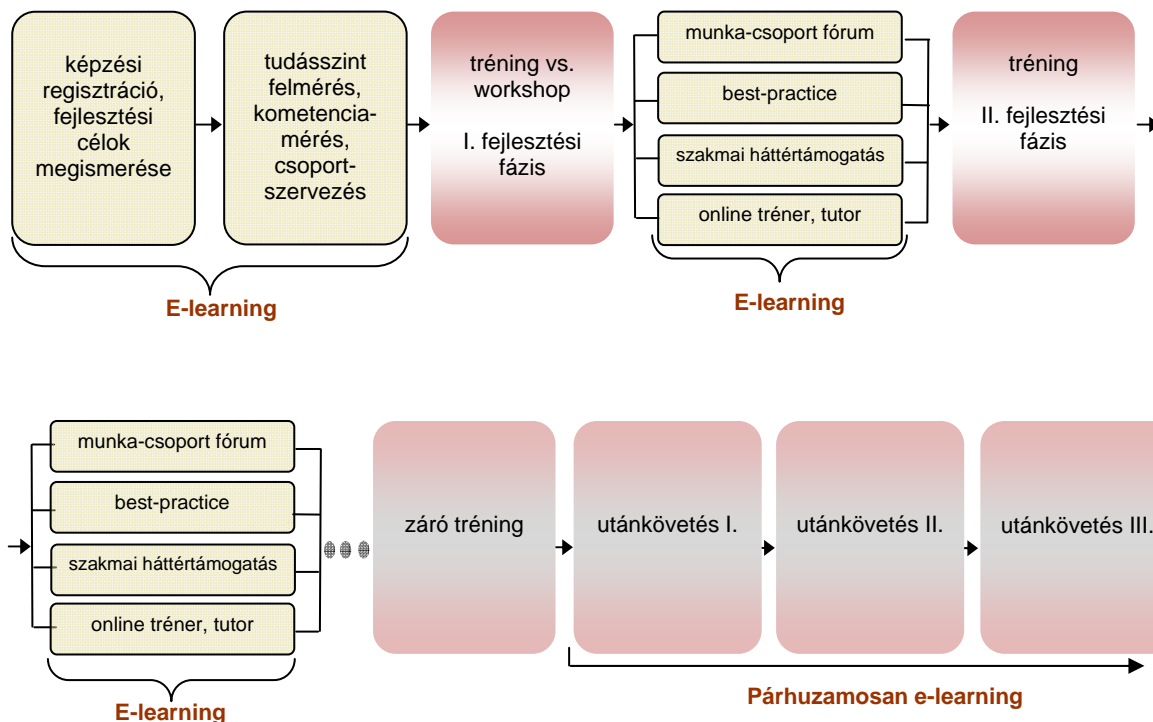 képzési
regisztráció,
fejlesztési
célok
megismerése
tudásszint
felmérés,
kometencia-
mérés,
csoport-
szervezés
E-learning
tréning vs.
workshop
I. fejlesztési
fázis
munka-csoport fórum
best-practice
szakmai háttértámogatás
online tréner, tutor
E-learning
tréning
II. fejlesztési
fázis
munka-csoport fórum
best-practice
szakmai háttértámogatás
online tréner, tutor
E-learning
záró tréning
utánkövetés I.
utánkövetés II.
utánkövetés III.
Párhuzamosan e-learning